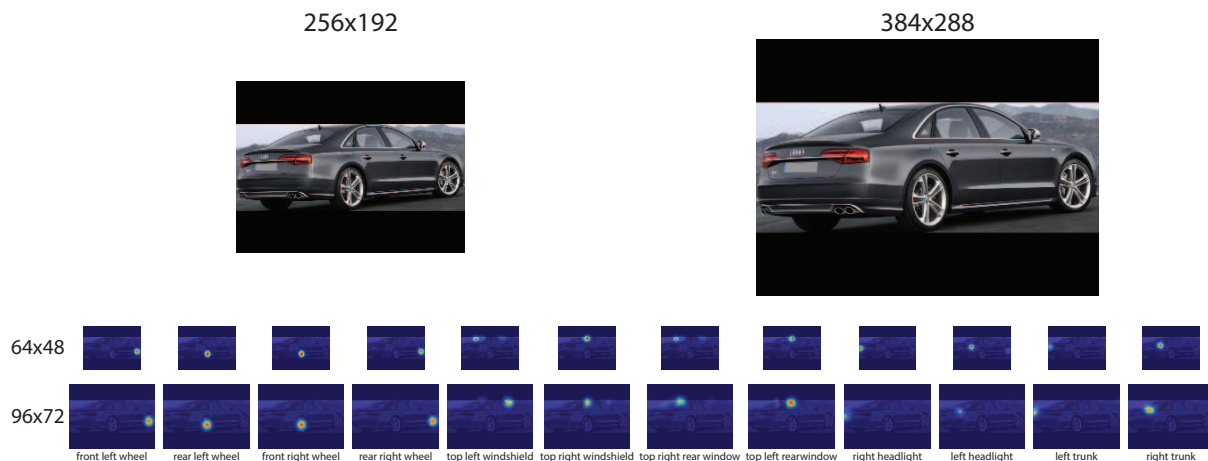 256x192
384x288
64x48
96x72
front left wheel
rear left wheel
front right wheel
rear right wheel
top left windshield
top right windshield
top right rear window
top left rearwindow
right headlight
left headlight
left trunk
right trunk